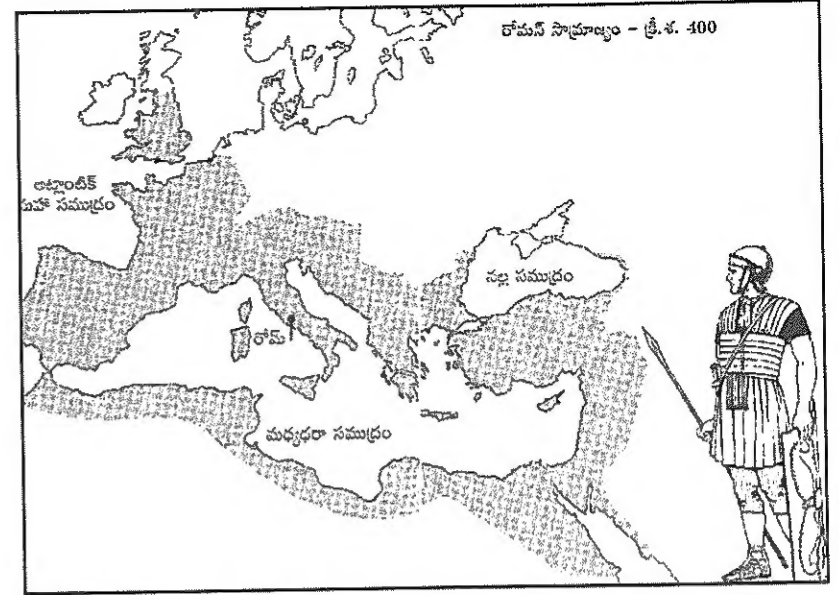 రోమన్ సామ్రాజ్యం - క్రీ.శ. 400
అట్లాంటిక్
మహా సముద్రం
నల్ల సముద్రం
రోమ్
మధ్యధరా సముద్రం